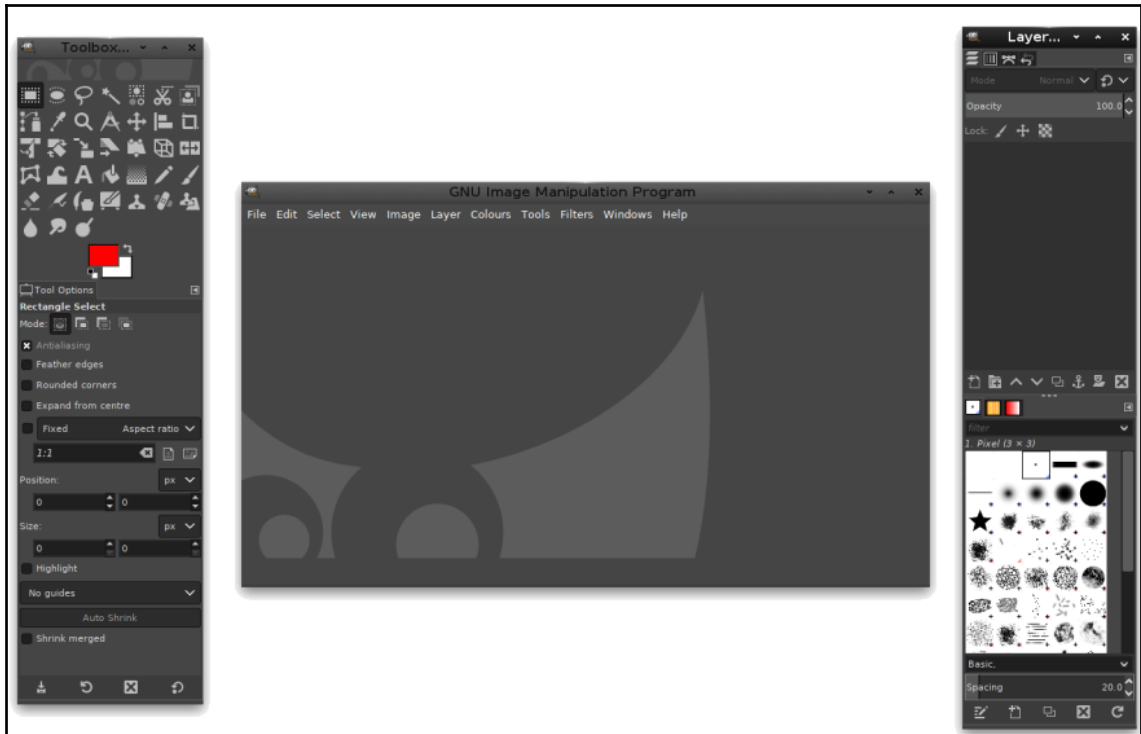 Toolbox...
Tool Options
Rectangle Select
Mode:
Antialiasing
Feather edges
Rounded corners
Expand from centre
Fixed Aspect ratio
1:1
Position: px
0 0
Size: px
0 0
Highlight
No guides
Auto Shrink
Shrink merged
GNU Image Manipulation Program
File Edit Select View Image Layer Colours Tools Filters Windows Help
Layer...
Mode Normal
Opacity 100.0
Lock:
filter
1. Pixel (3 × 3)
Basic,
Spacing 20.0